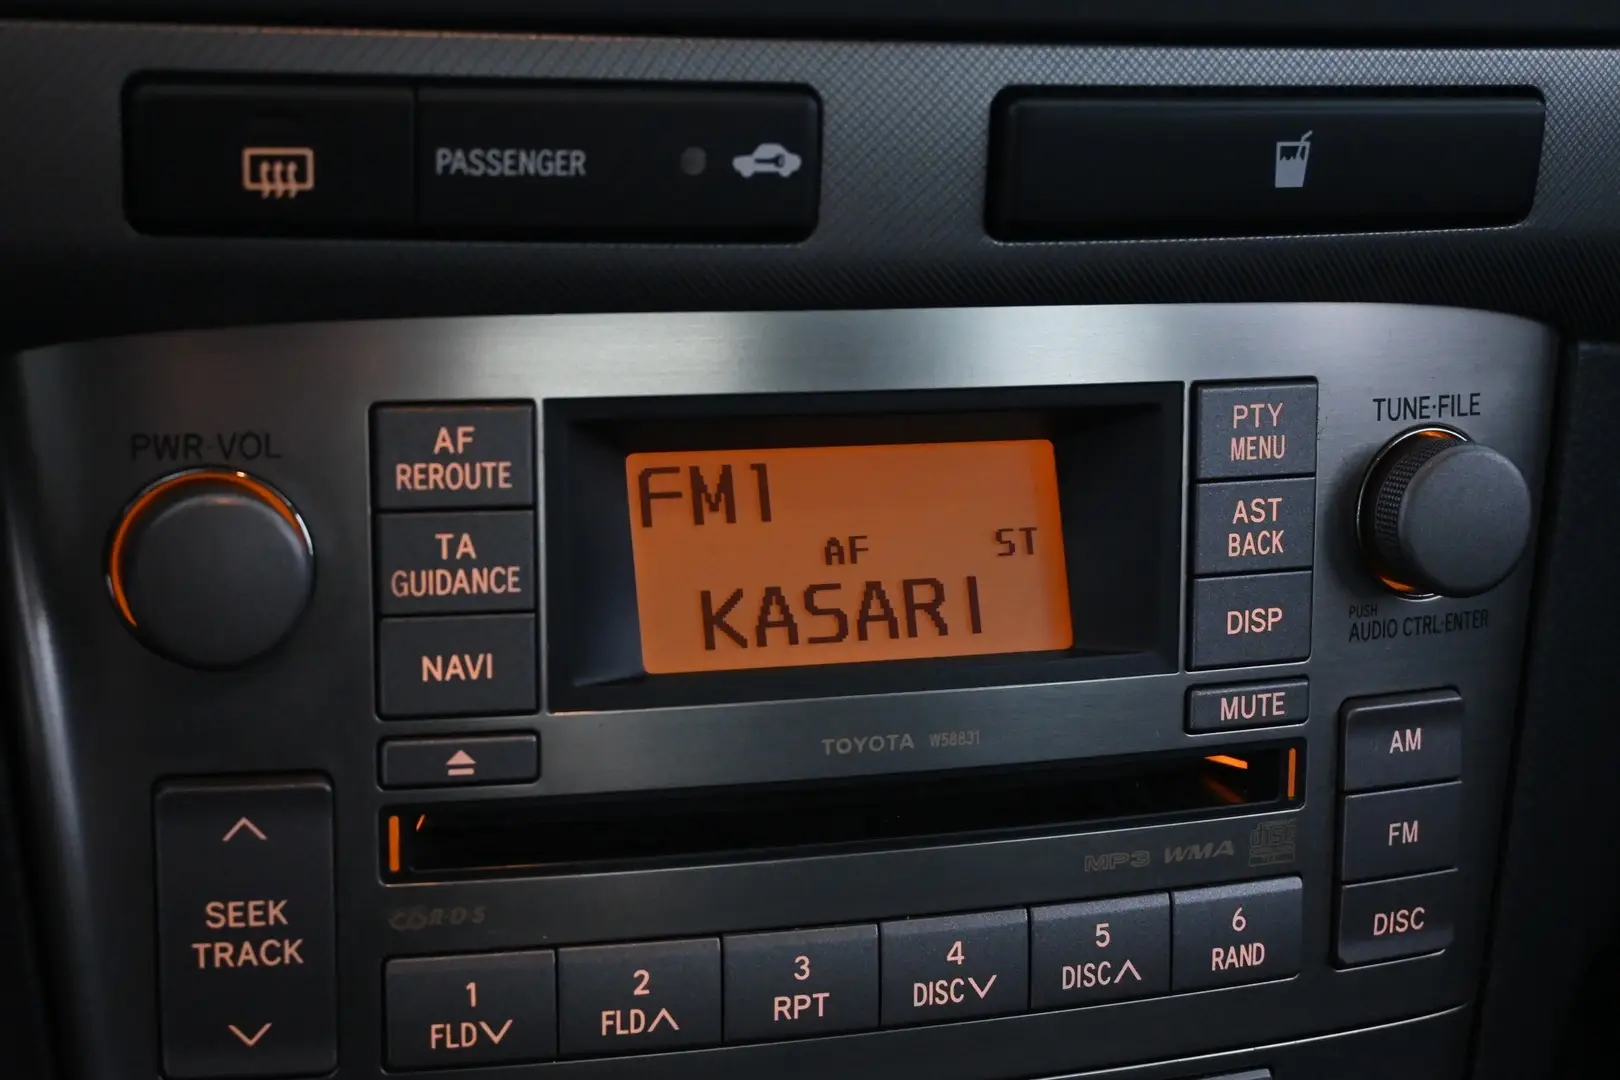 PASSENGER
PWR·VOL
AF
REROUTE
TA
GUIDANCE
NAVI
FM1
AF
ST
KASARI
PTY
MENU
AST
BACK
DISP
MUTE
TUNE·FILE
PUSH
AUDIO CTRL·ENTER
TOYOTA W58831
AM
FM
DISC
MP3 WMA disc
R·D·S
SEEK
TRACK
1
FLD
2
FLD
3
RPT
4
DISC
5
DISC
6
RAND